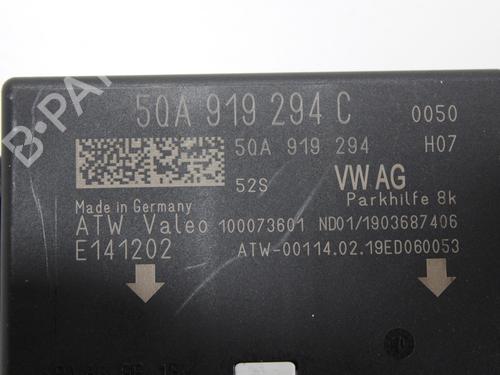 5QA 919 294 C 0050
5QA 919 294 H07
52S VW AG
Parkhilfe 8k
Made in Germany
ATW Valeo 100073601 ND01/1903687406
E141202 ATW-00114.02.19ED060053
B-PARTS